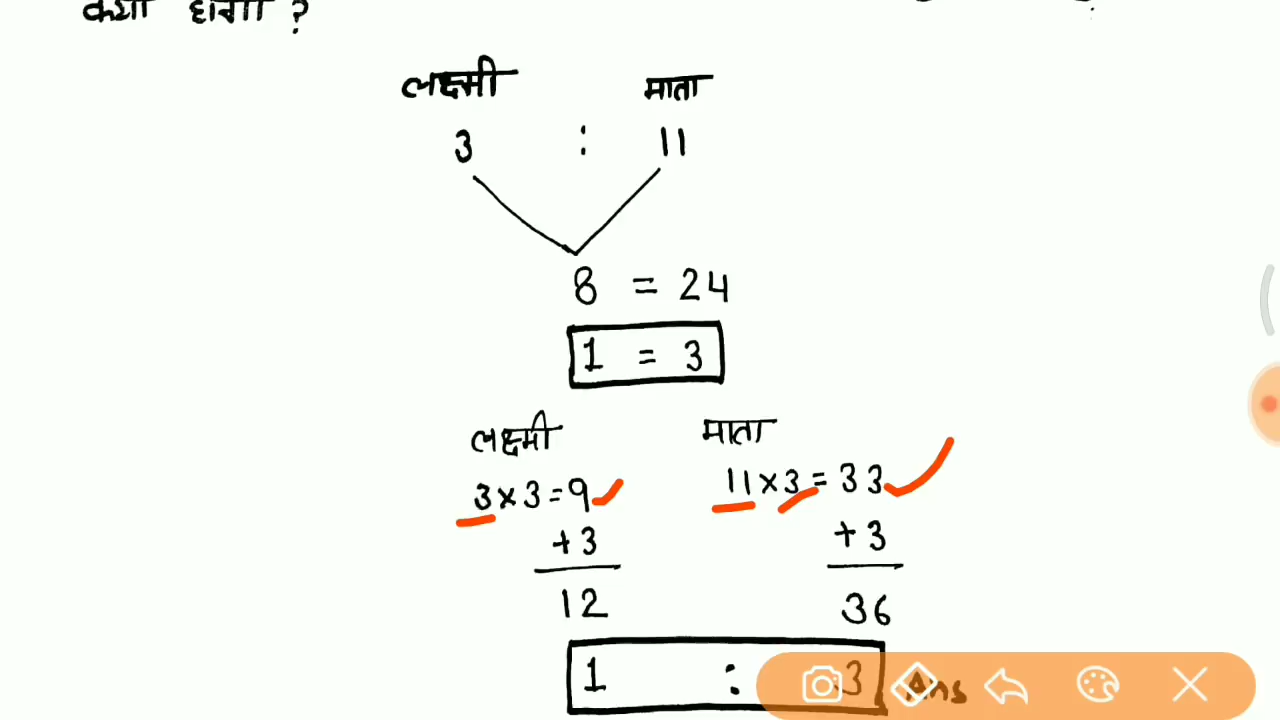 क्या होगा ?
लक्ष्मी माता
3 : 11
8 = 24
1 = 3
लक्ष्मी माता
3 × 3 = 9 11 × 3 = 33
+ 3 + 3
12 36
1 : 3 Ans